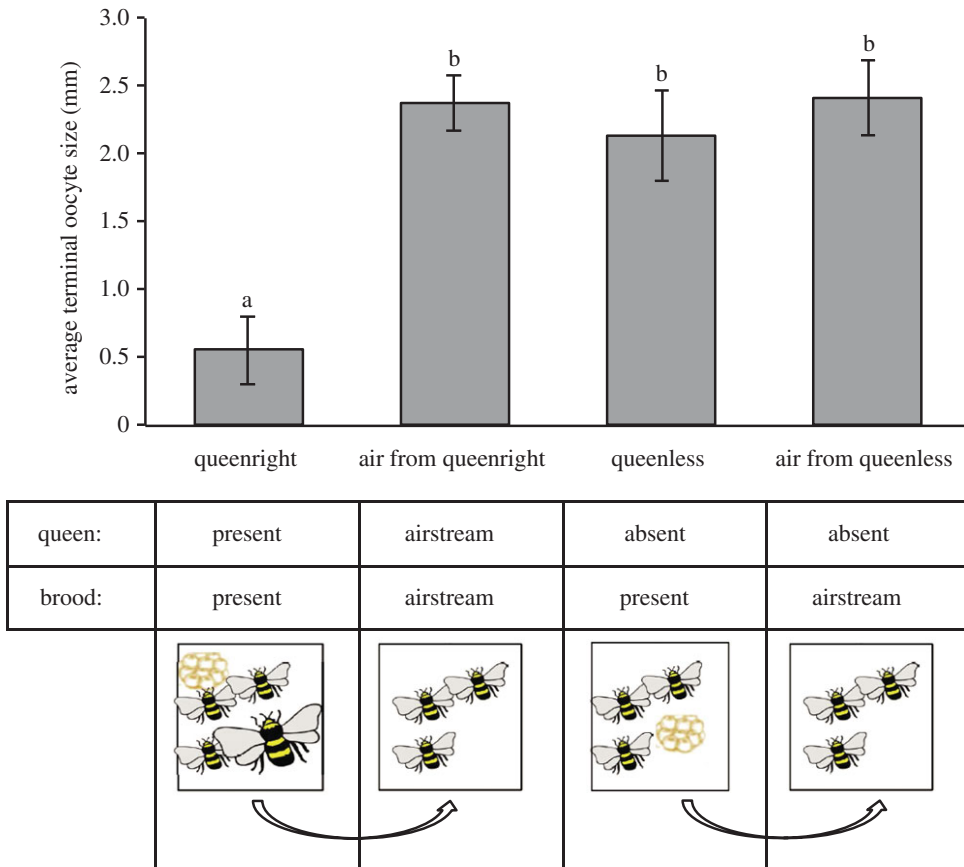 average terminal oocyte size (mm)
3.0
2.5
2.0
1.5
1.0
0.5
0
a
b
b
b
queenright air from queenright queenless air from queenless
queen: present airstream absent absent
brood: present airstream present airstream